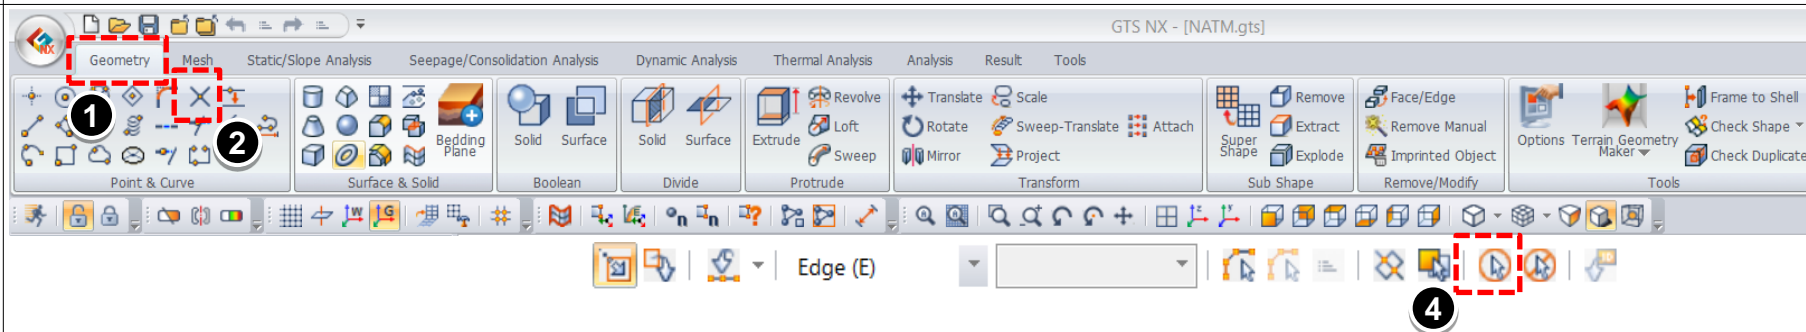 GTS NX - [NATM.gts]
NX
Geometry Mesh Static/Slope Analysis Seepage/Consolidation Analysis Dynamic Analysis Thermal Analysis Analysis Result Tools
1
2
Bedding Plane
Solid Surface
Solid Surface
Extrude
Revolve
Loft
Sweep
Translate Scale
Rotate Sweep-Translate Attach
Mirror Project
Super Shape
Remove
Extract
Explode
Face/Edge
Remove Manual
Imprinted Object
Options Terrain Geometry Maker
Frame to Shell
Check Shape
Check Duplicate
Point & Curve Surface & Solid Boolean Divide Protrude Transform Sub Shape Remove/Modify Tools
W G n n z Y
Edge (E)
4